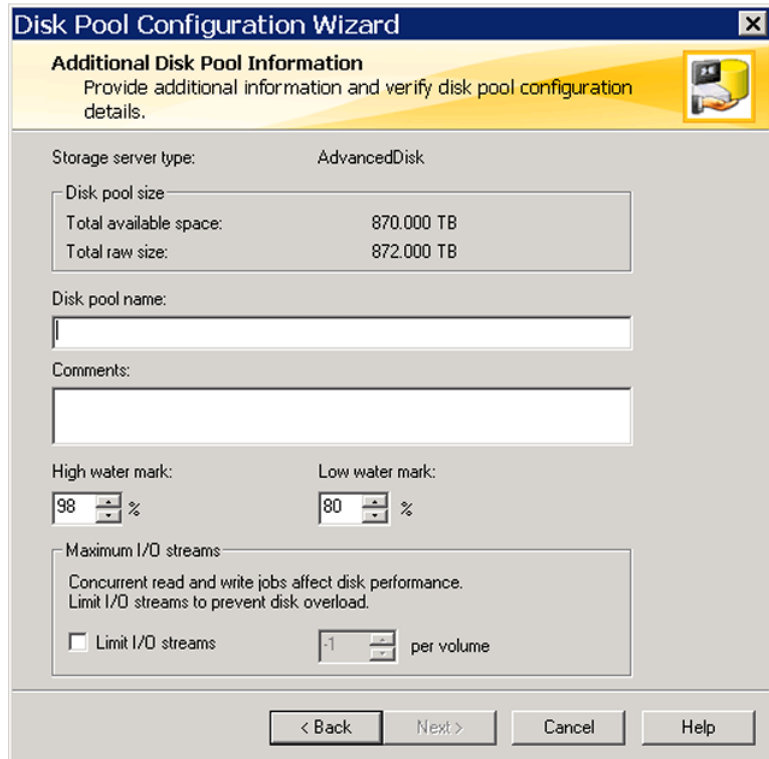 Disk Pool Configuration Wizard
Additional Disk Pool Information
Provide additional information and verify disk pool configuration
details.
Storage server type: AdvancedDisk
Disk pool size
Total available space: 870.000 TB
Total raw size: 872.000 TB
Disk pool name:
Comments:
High water mark: Low water mark:
98 % 80 %
Maximum I/O streams
Concurrent read and write jobs affect disk performance.
Limit I/O streams to prevent disk overload.
Limit I/O streams -1 per volume
< Back Next > Cancel Help